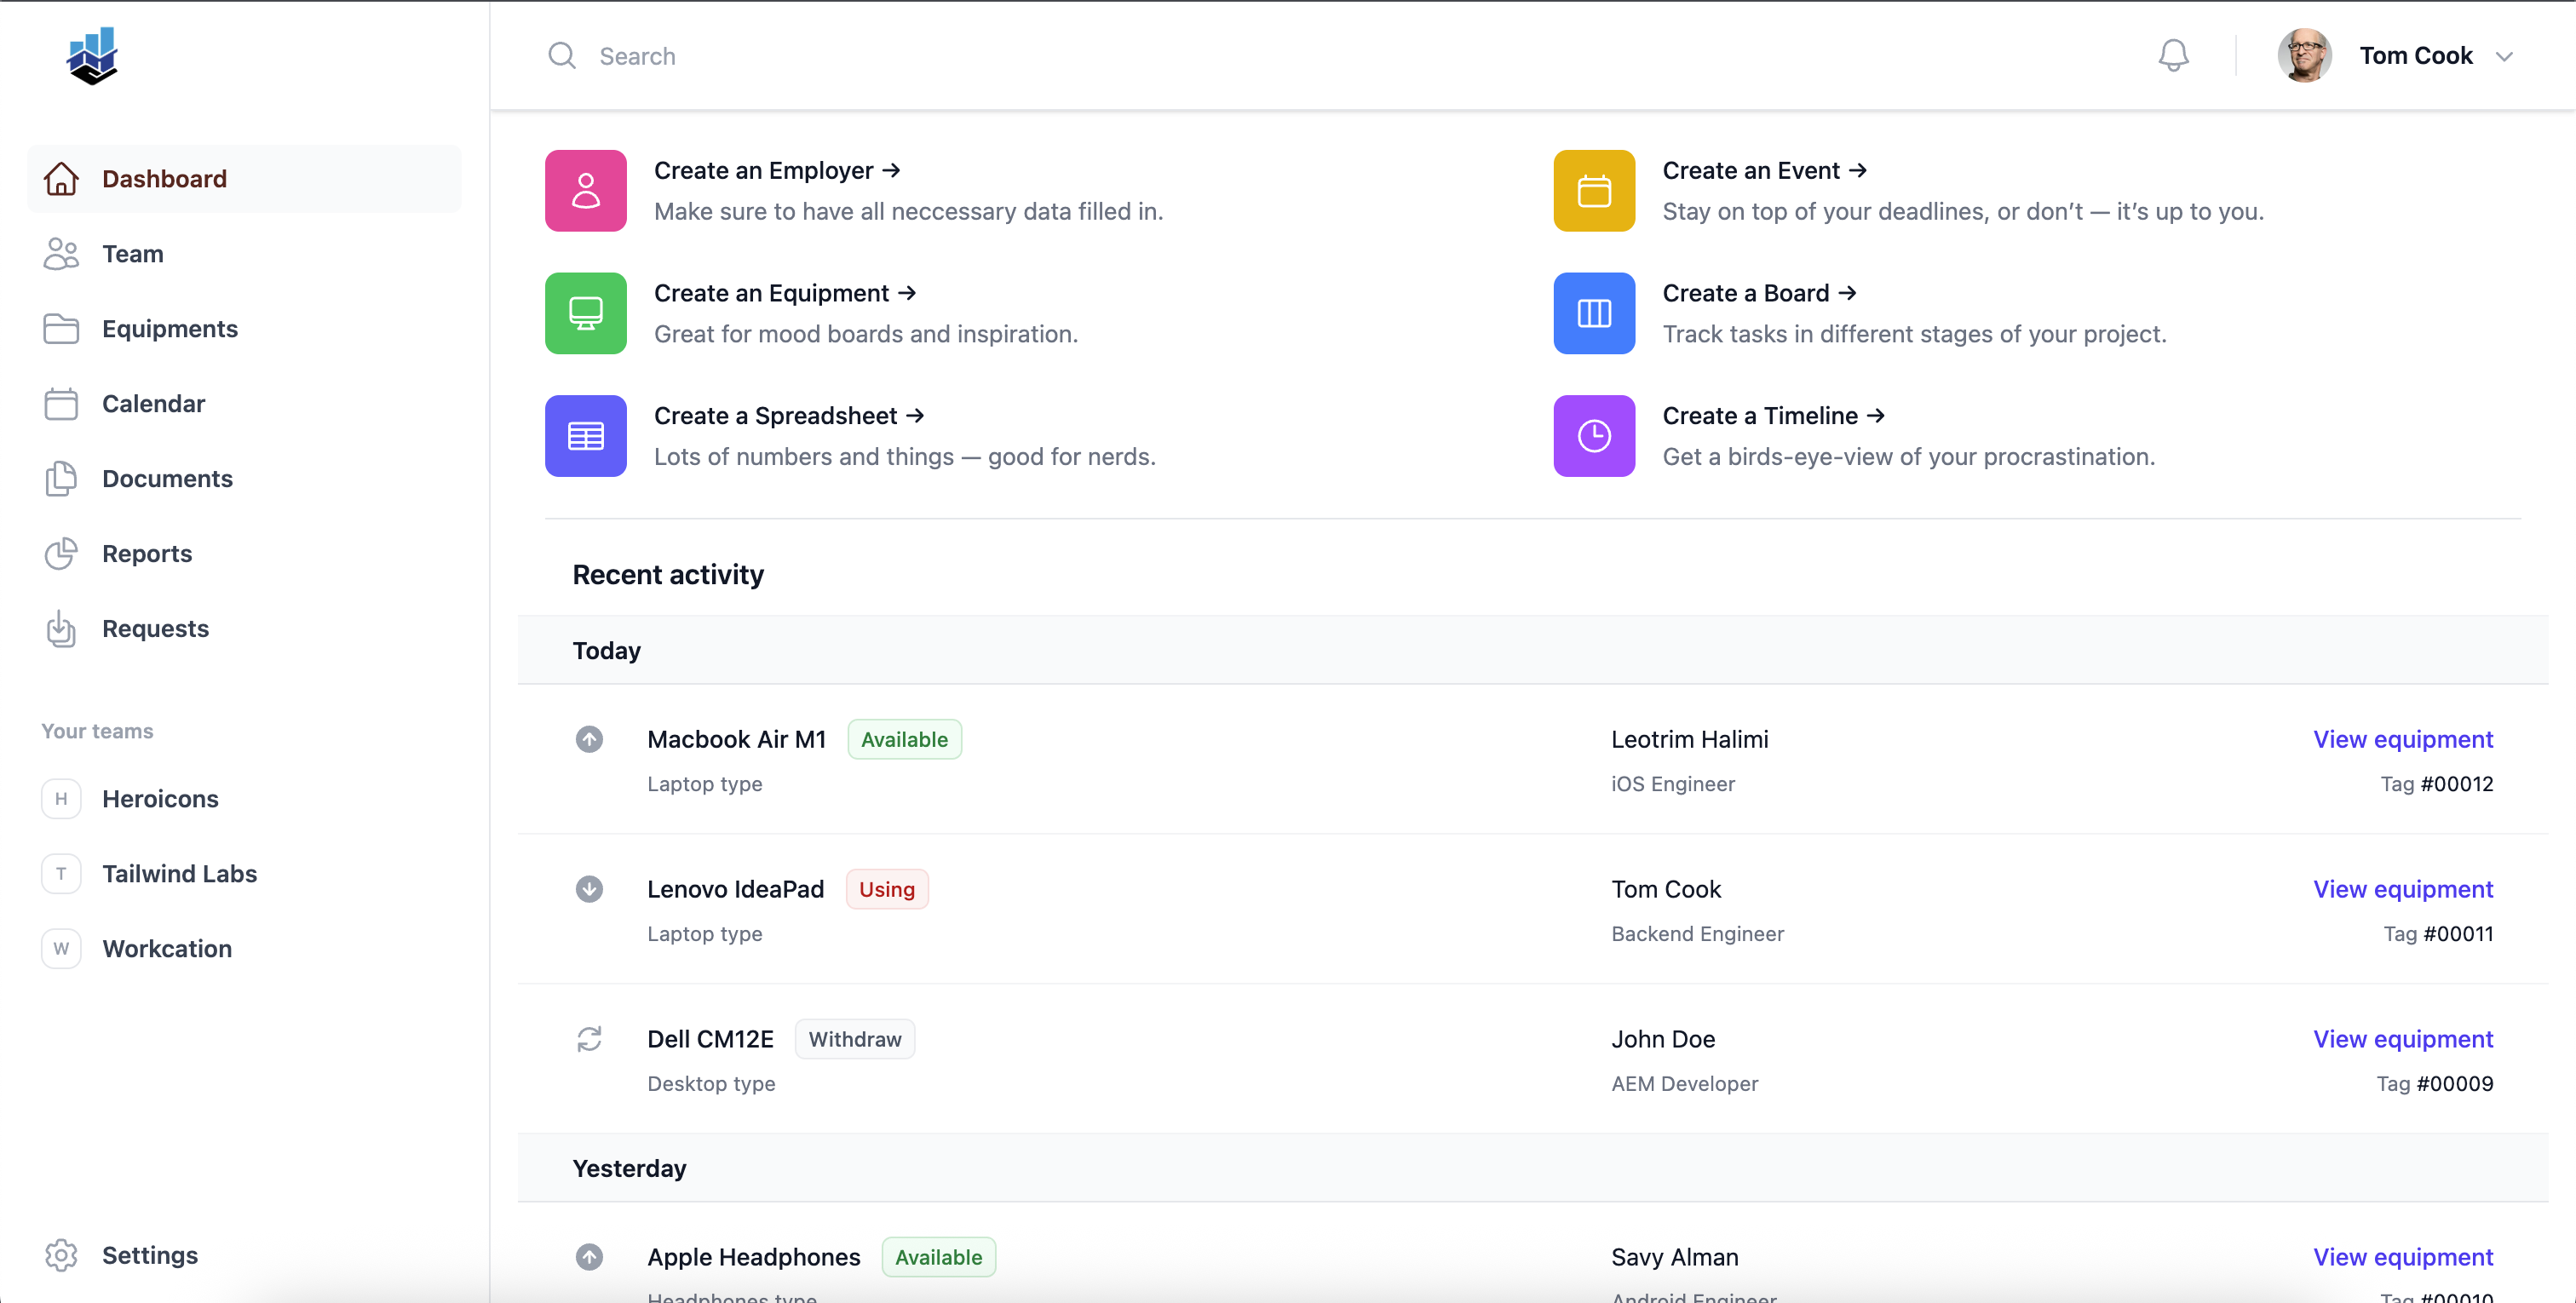 Search
Tom Cook
Dashboard
Team
Equipments
Calendar
Documents
Reports
Requests
Your teams
H Heroicons
T Tailwind Labs
W Workcation
Settings
Create an Employer →
Make sure to have all neccessary data filled in.
Create an Event →
Stay on top of your deadlines, or don’t — it’s up to you.
Create an Equipment →
Great for mood boards and inspiration.
Create a Board →
Track tasks in different stages of your project.
Create a Spreadsheet →
Lots of numbers and things — good for nerds.
Create a Timeline →
Get a birds-eye-view of your procrastination.
Recent activity
Today
Macbook Air M1 Available Leotrim Halimi View equipment
Laptop type iOS Engineer Tag #00012
Lenovo IdeaPad Using Tom Cook View equipment
Laptop type Backend Engineer Tag #00011
Dell CM12E Withdraw John Doe View equipment
Desktop type AEM Developer Tag #00009
Yesterday
Apple Headphones Available Savy Alman View equipment
Headphones type Android Engineer Tag #00010